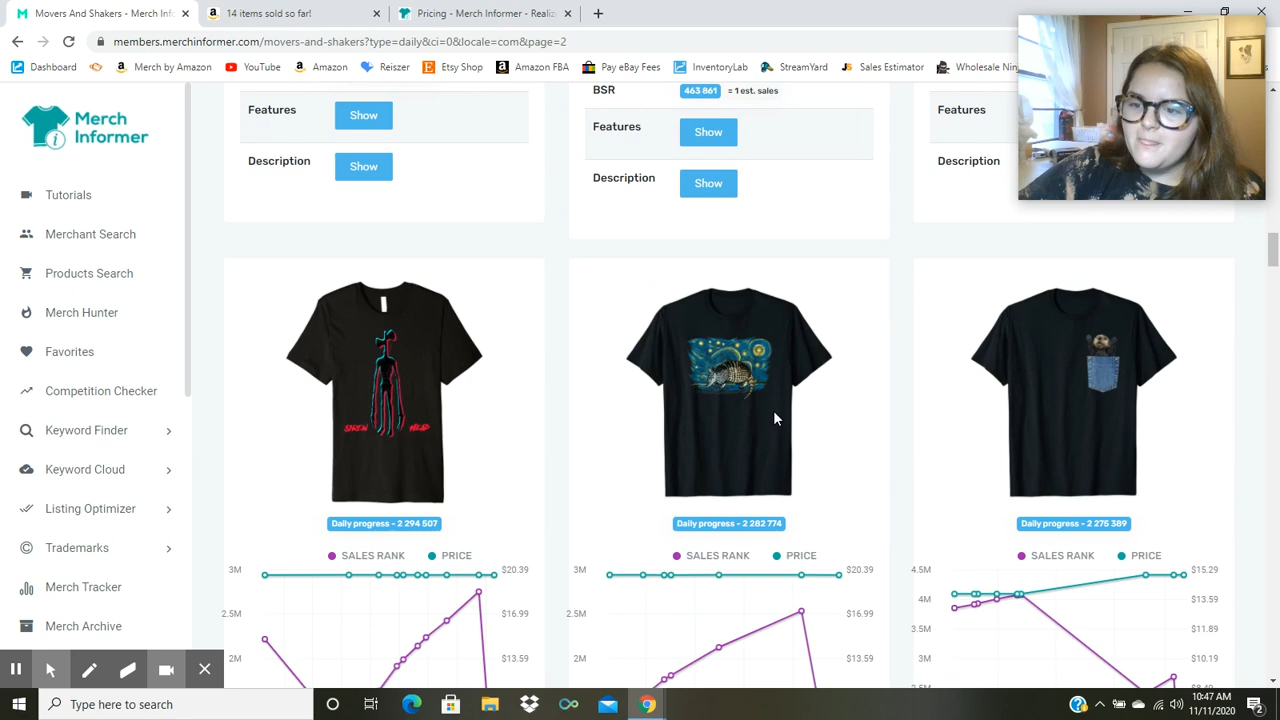 Movers & Shakers - Merch Info
14 items sold so far!
Pricing - Merch Informer - Realiz
members.merchinformer.com/movers-and-shakers?type=daily&ci=0&locale=com&page=2
Dashboard
Merch by Amazon
YouTube
Amazon
Reiszer
Etsy Shop
Amazon FBA
Pay eBay Fees
InventoryLab
StreamYard
Sales Estimator
Wholesale Nin
Merch
Informer
Tutorials
Merchant Search
Products Search
Merch Hunter
Favorites
Competition Checker
Keyword Finder
Keyword Cloud
Listing Optimizer
Trademarks
Merch Tracker
Merch Archive
Features
Show
Description
Show
BSR
463 861
= 1 est. sales
Features
Show
Description
Show
Features
Description
SIREN HEAD
Daily progress - 2 294 507
SALES RANK
PRICE
3M
$20.39
2.5M
$16.99
2M
$13.59
Daily progress - 2 282 774
SALES RANK
PRICE
3M
$20.39
2.5M
$16.99
2M
$13.59
Daily progress - 2 275 389
SALES RANK
PRICE
4.5M
$15.29
4M
$13.59
3.5M
$11.89
3M
$10.19
Type here to search
10:47 AM
11/11/2020
2